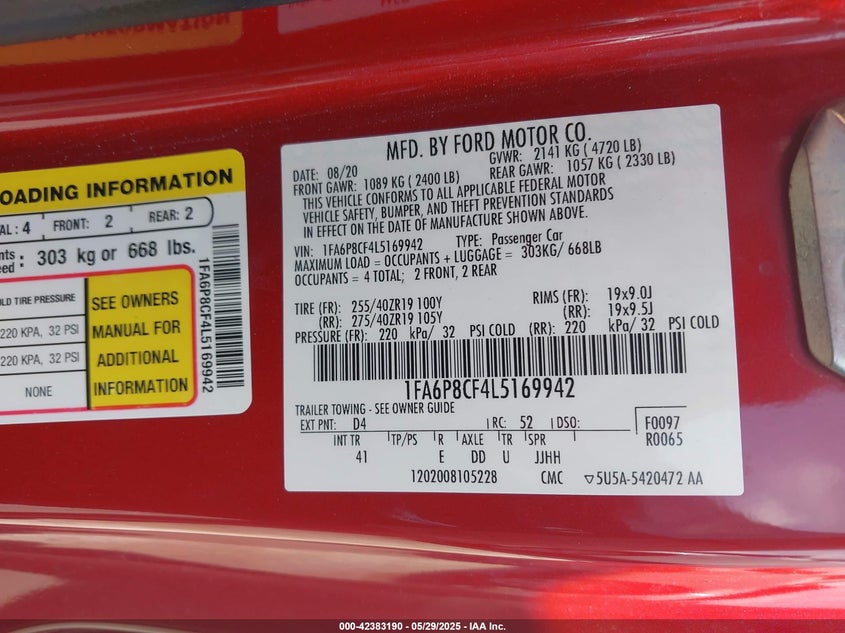 LOADING INFORMATION
AL: 4 FRONT: 2 REAR: 2
303 kg or 668 lbs.
LD TIRE PRESSURE
220 KPA, 32 PSI
220 KPA, 32 PSI
NONE
SEE OWNERS
MANUAL FOR
ADDITIONAL
INFORMATION
1FA6P8CF4L5169942
MFD. BY FORD MOTOR CO.
DATE: 08/20 GVWR: 2141 KG ( 4720 LB)
FRONT GAWR: 1089 KG ( 2400 LB) REAR GAWR: 1057 KG ( 2330 LB)
THIS VEHICLE CONFORMS TO ALL APPLICABLE FEDERAL MOTOR
VEHICLE SAFETY, BUMPER, AND THEFT PREVENTION STANDARDS
IN EFFECT ON THE DATE OF MANUFACTURE SHOWN ABOVE.
VIN: 1FA6P8CF4L5169942 TYPE: Passenger Car
MAXIMUM LOAD = OCCUPANTS + LUGGAGE = 303KG/ 668LB
OCCUPANTS = 4 TOTAL; 2 FRONT, 2 REAR
TIRE (FR): 255/40ZR19 100Y RIMS (FR): 19x9.0J
(RR): 275/40ZR19 105Y (RR): 19x9.5J
PRESSURE (FR): 220 kPa/ 32 PSI COLD (RR): 220 kPa/ 32 PSI COLD
1FA6P8CF4L5169942
TRAILER TOWING - SEE OWNER GUIDE
EXT PNT: D4 RC: 52 DSO: F0097
INT TR TP/PS R AXLE TR SPR R0065
41 E DD U JJHH
1202008105228 CMC ▽5U5A-5420472 AA
000-42383190 - 05/29/2025 - IAA Inc.